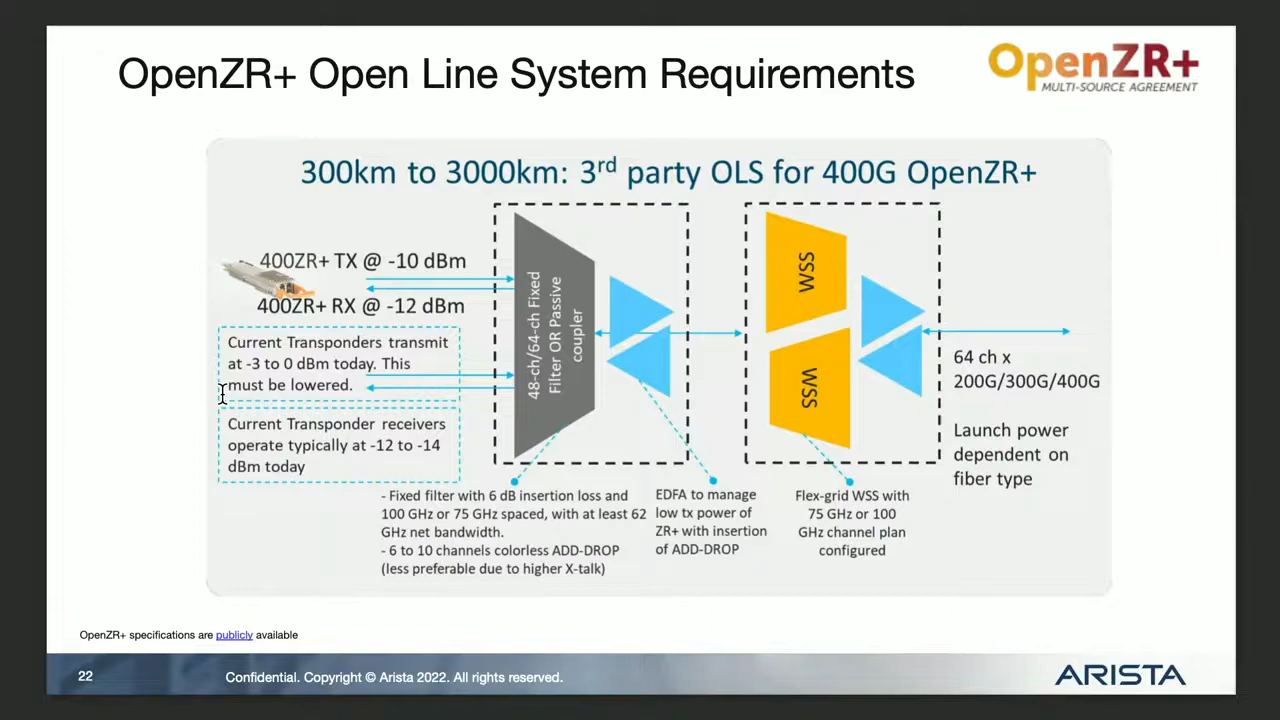 OpenZR+ Open Line System Requirements
OpenZR+
MULTI-SOURCE AGREEMENT
300km to 3000km: 3rd party OLS for 400G OpenZR+
400ZR+ TX @ -10 dBm
400ZR+ RX @ -12 dBm
Current Transponders transmit
at -3 to 0 dBm today. This
must be lowered.
Current Transponder receivers
operate typically at -12 to -14
dBm today
48-ch/64-ch Fixed
Filter OR Passive
coupler
WSS
WSS
64 ch x
200G/300G/400G
Launch power
dependent on
fiber type
- Fixed filter with 6 dB insertion loss and
100 GHz or 75 GHz spaced, with at least 62
GHz net bandwidth.
- 6 to 10 channels colorless ADD-DROP
(less preferable due to higher X-talk)
EDFA to manage
low tx power of
ZR+ with insertion
of ADD-DROP
Flex-grid WSS with
75 GHz or 100
GHz channel plan
configured
OpenZR+ specifications are publicly available
22
Confidential. Copyright © Arista 2022. All rights reserved.
ARISTA